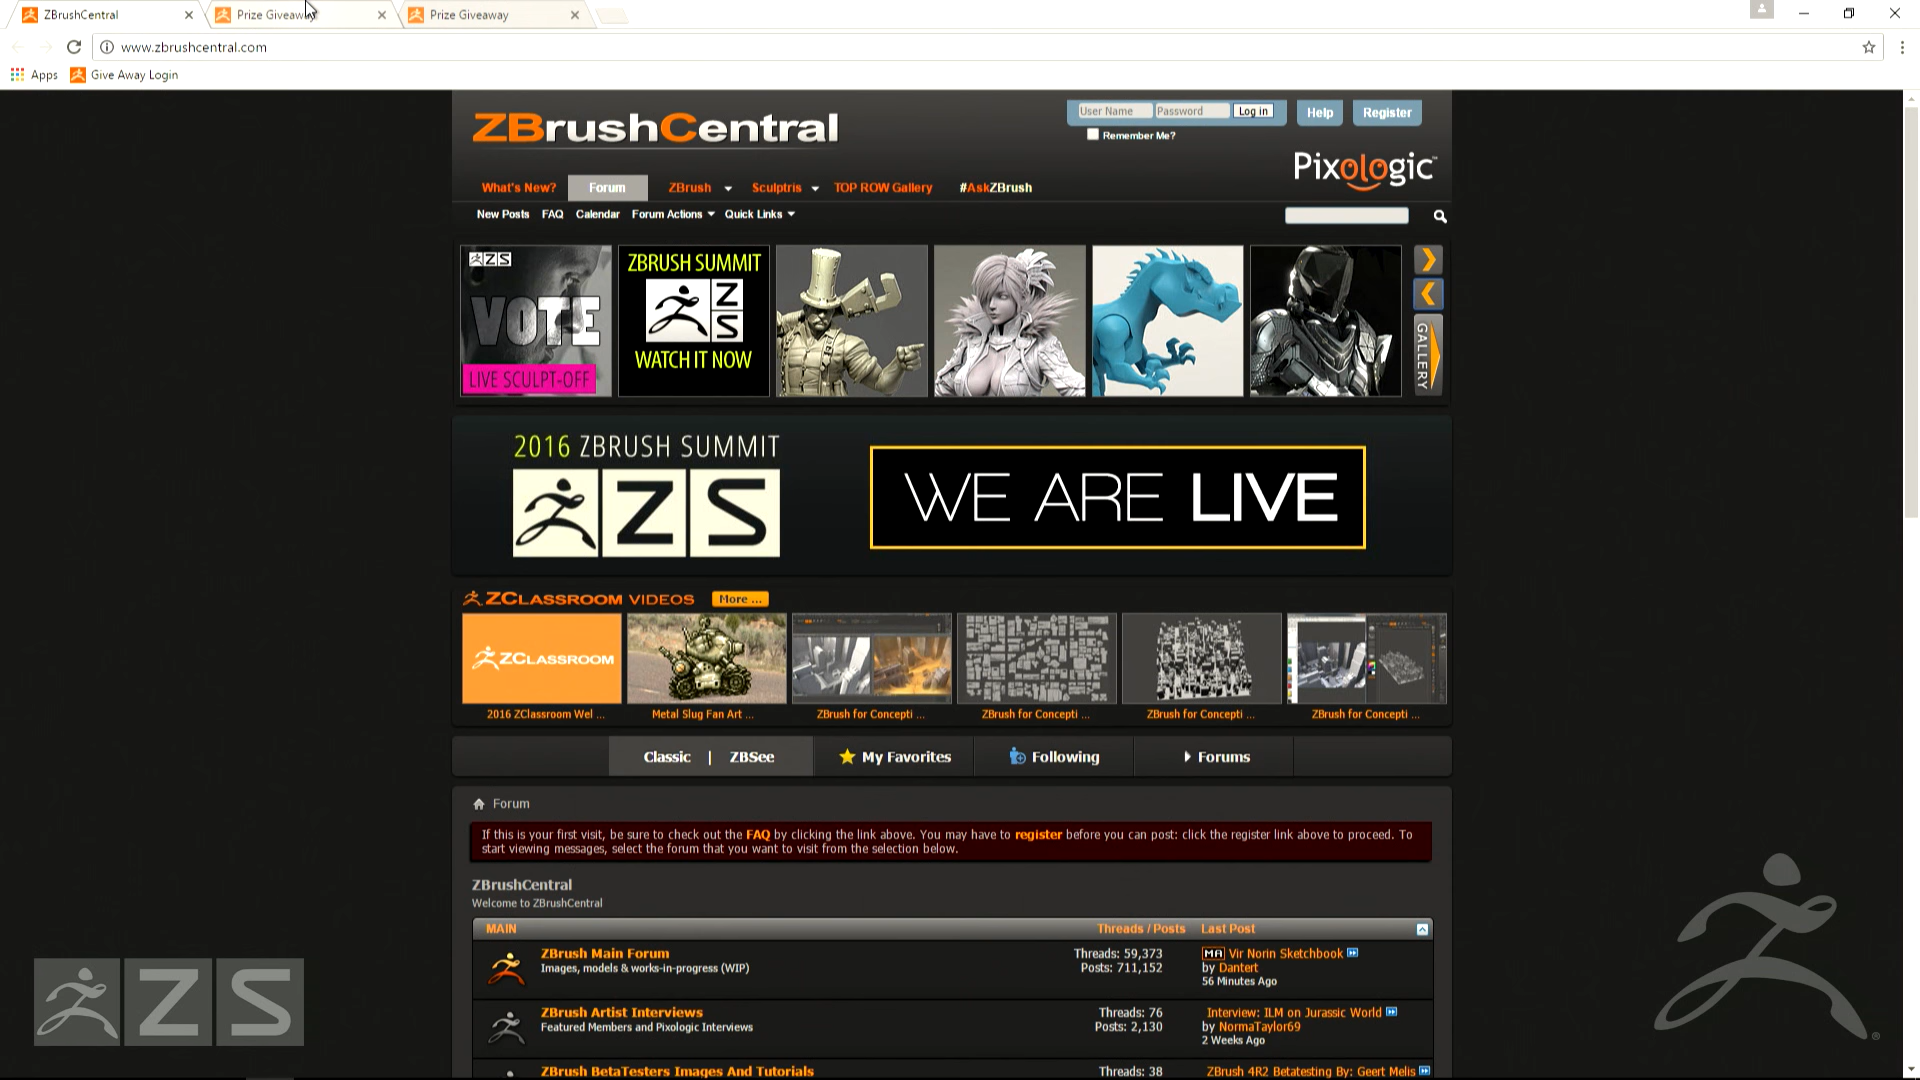 ZBrushCentral
Prize Giveaway
Prize Giveaway
www.zbrushcentral.com
Apps
Give Away Login
ZBrushCentral
User Name
Password
Log in
Help
Register
Remember Me?
Pixologic
What's New?
Forum
ZBrush
Sculptris
TOP ROW Gallery
#AskZBrush
New Posts
FAQ
Calendar
Forum Actions
Quick Links
ZS
VOTE
LIVE SCULPT-OFF
ZBRUSH SUMMIT
Z
S
WATCH IT NOW
GALLERY
2016 ZBRUSH SUMMIT
ZS
WE ARE LIVE
ZCLASSROOM VIDEOS
More ...
ZCLASSROOM
2016 ZClassroom Wel ...
Metal Slug Fan Art ...
ZBrush for Concepti ...
ZBrush for Concepti ...
ZBrush for Concepti ...
ZBrush for Concepti ...
Classic | ZBSee
My Favorites
Following
Forums
Forum
If this is your first visit, be sure to check out the FAQ by clicking the link above. You may have to register before you can post: click the register link above to proceed. To
start viewing messages, select the forum that you want to visit from the selection below.
ZBrushCentral
Welcome to ZBrushCentral
MAIN
Threads / Posts
Last Post
ZBrush Main Forum
Images, models & works-in-progress (WIP)
Threads: 59,373
Posts: 711,152
MA Vir Norin Sketchbook
by Dantert
56 Minutes Ago
ZBrush Artist Interviews
Featured Members and Pixologic Interviews
Threads: 76
Posts: 2,130
Interview: ILM on Jurassic World
by NormaTaylor69
2 Weeks Ago
ZBrush BetaTesters Images And Tutorials
Threads: 38
ZBrush 4R2 Betatesting By: Geert Melis
ZS
®